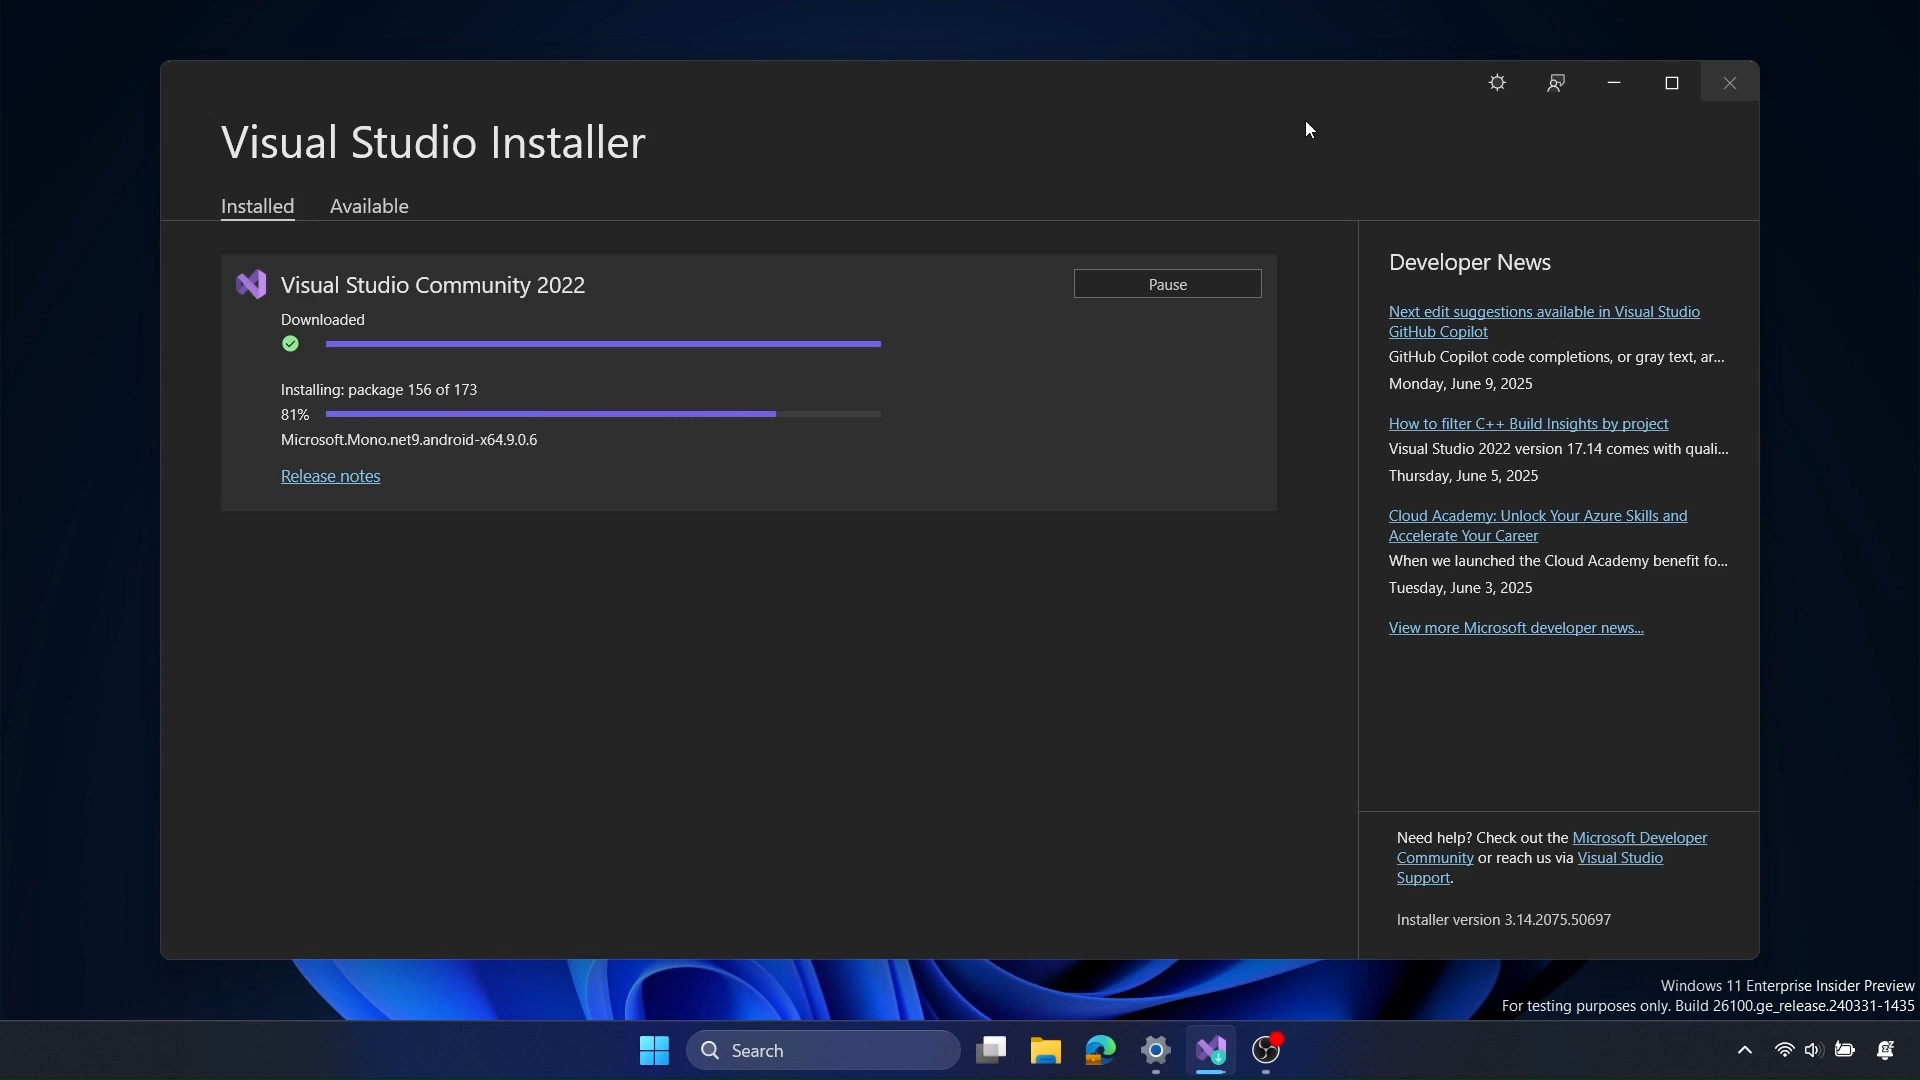 Visual Studio Installer
Installed
Available
Visual Studio Community 2022
Pause
Downloaded
Installing: package 156 of 173
81%
Microsoft.Mono.net9.android-x64.9.0.6
Release notes
Developer News
Next edit suggestions available in Visual Studio
GitHub Copilot
GitHub Copilot code completions, or gray text, ar...
Monday, June 9, 2025
How to filter C++ Build Insights by project
Visual Studio 2022 version 17.14 comes with quali...
Thursday, June 5, 2025
Cloud Academy: Unlock Your Azure Skills and
Accelerate Your Career
When we launched the Cloud Academy benefit fo...
Tuesday, June 3, 2025
View more Microsoft developer news...
Need help? Check out the Microsoft Developer
Community or reach us via Visual Studio
Support.
Installer version 3.14.2075.50697
Windows 11 Enterprise Insider Preview
For testing purposes only. Build 26100.ge_release.240331-1435
Search